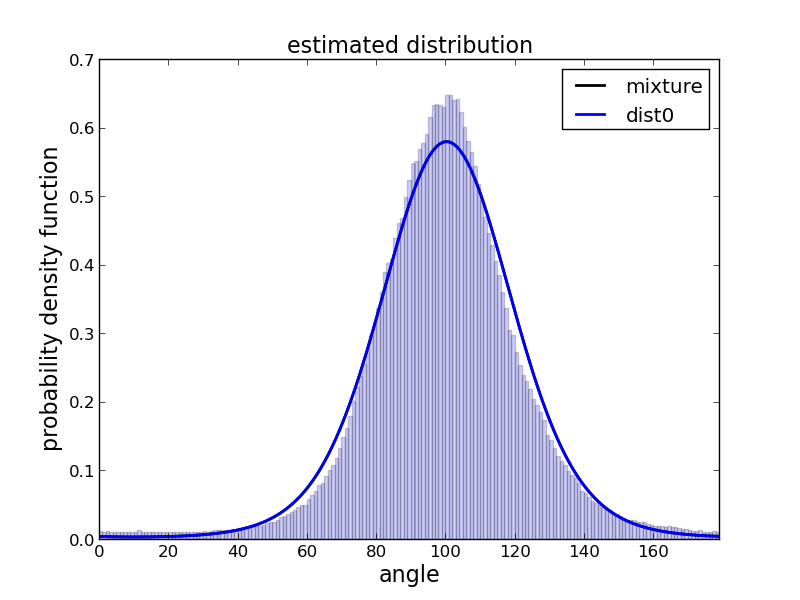 estimated distribution
mixture
dist0
probability density function
0.7
0.6
0.5
0.4
0.3
0.2
0.1
0.0
0 20 40 60 80 100 120 140 160
angle